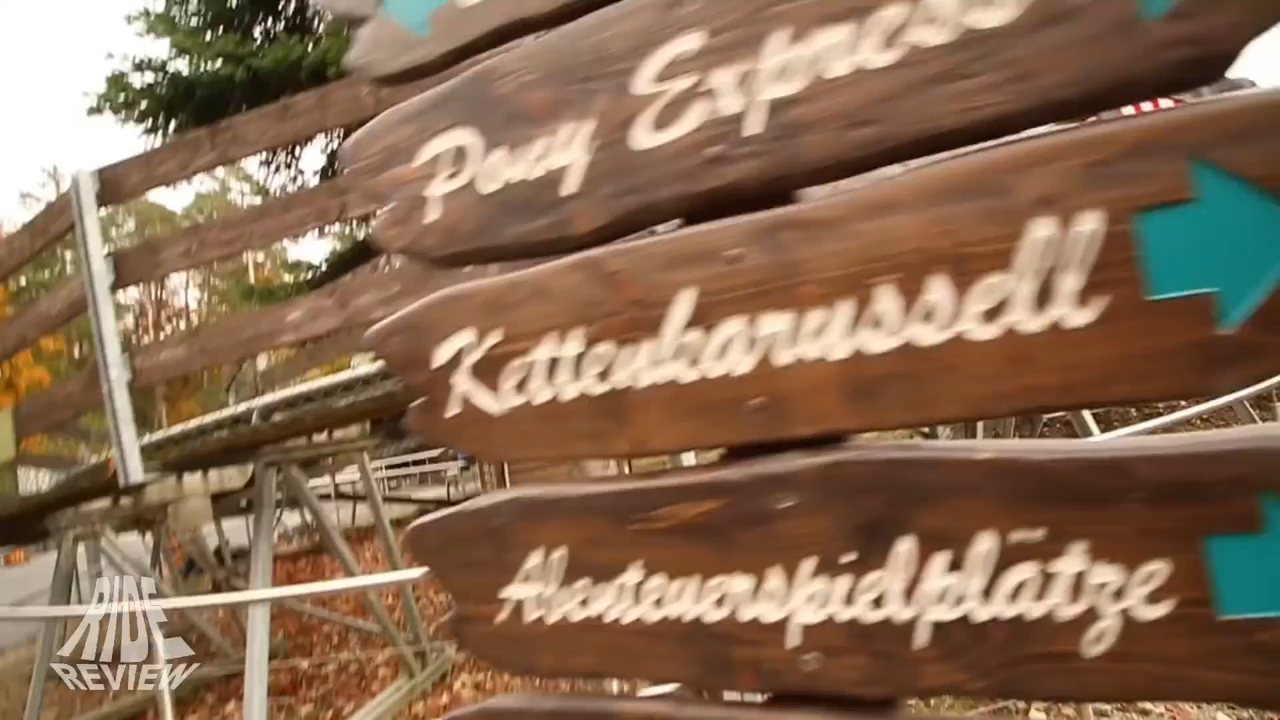 Pony Express
Kettenkarussell
Abenteuerspielplätze
RIDE
REVIEW